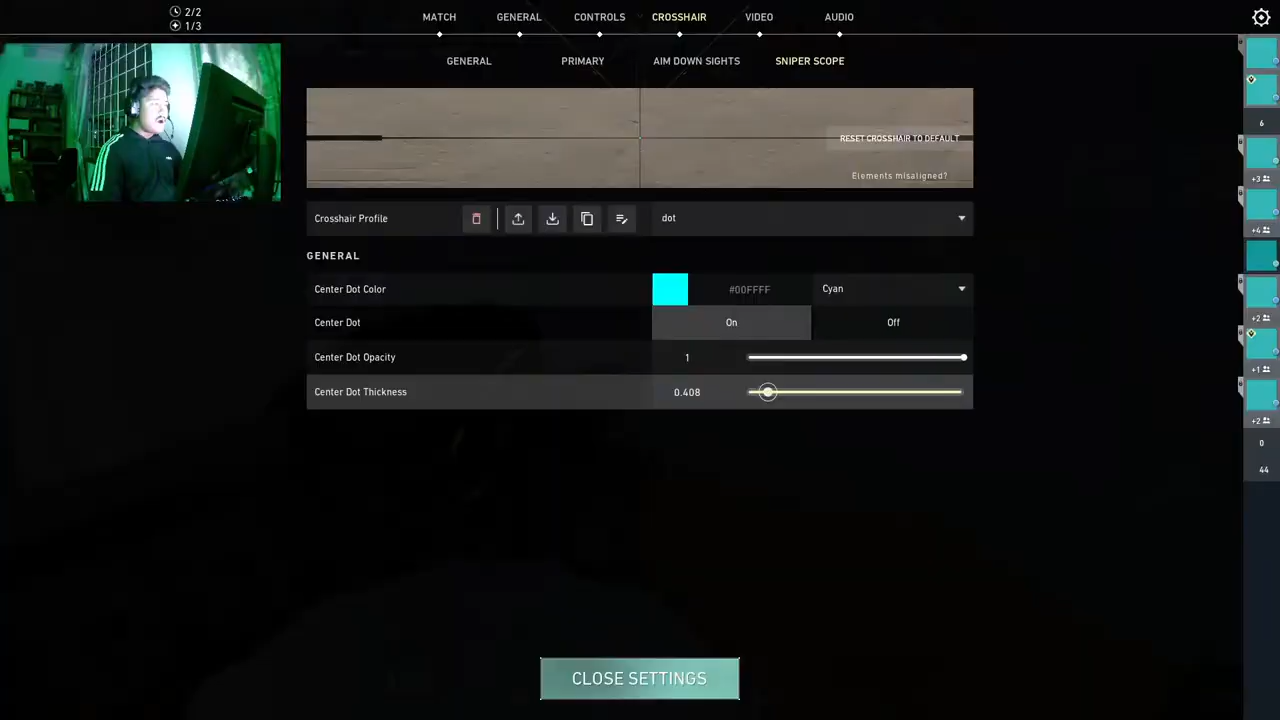 2/2
1/3
MATCH GENERAL CONTROLS CROSSHAIR VIDEO AUDIO
GENERAL PRIMARY AIM DOWN SIGHTS SNIPER SCOPE
RESET CROSSHAIR TO DEFAULT
Elements misaligned?
Crosshair Profile dot
GENERAL
Center Dot Color #00FFFF Cyan
Center Dot On Off
Center Dot Opacity 1
Center Dot Thickness 0.408
CLOSE SETTINGS
6
+3
+4
+2
+1
+2
0
44